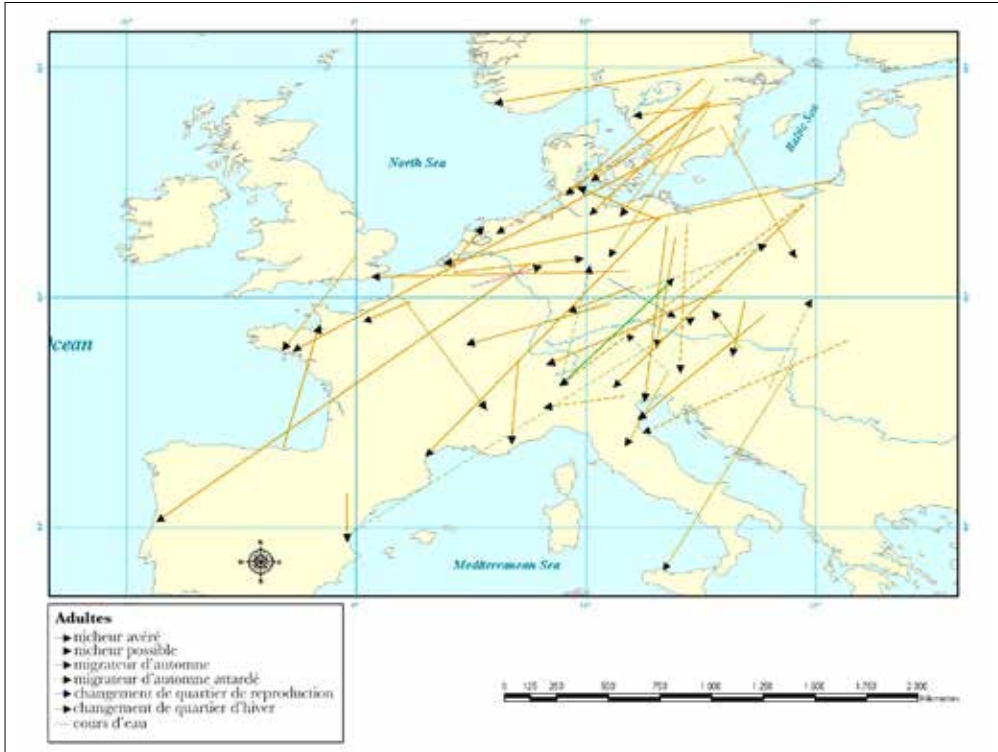 North Sea
Baltic Sea
cean
Mediterranean Sea
N
Adultes
nicheur avéré
nicheur possible
migrateur d'automne
migrateur d'automne attardé
changement de quartier de reproduction
changement de quartier d'hiver
cours d'eau
0 125 250 500 750 1 000 1 250 1 500 1 750 2 000